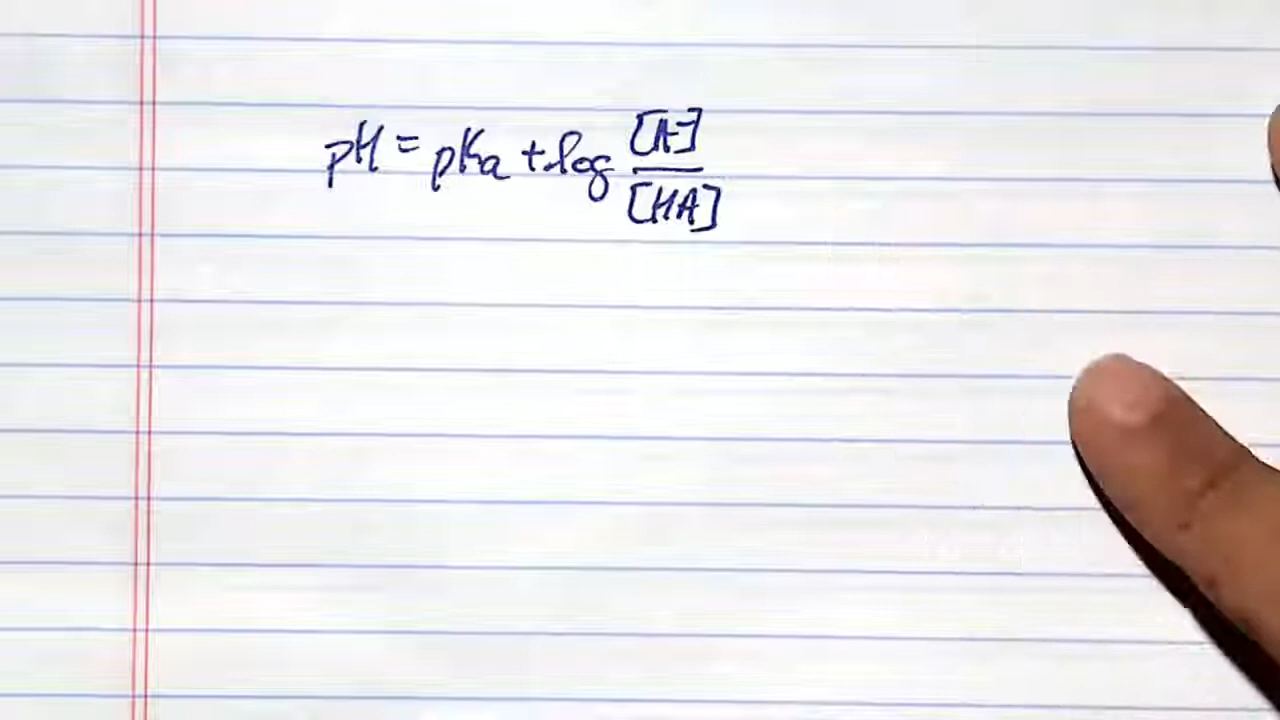 pH = pKa + log [A-]/[HA]